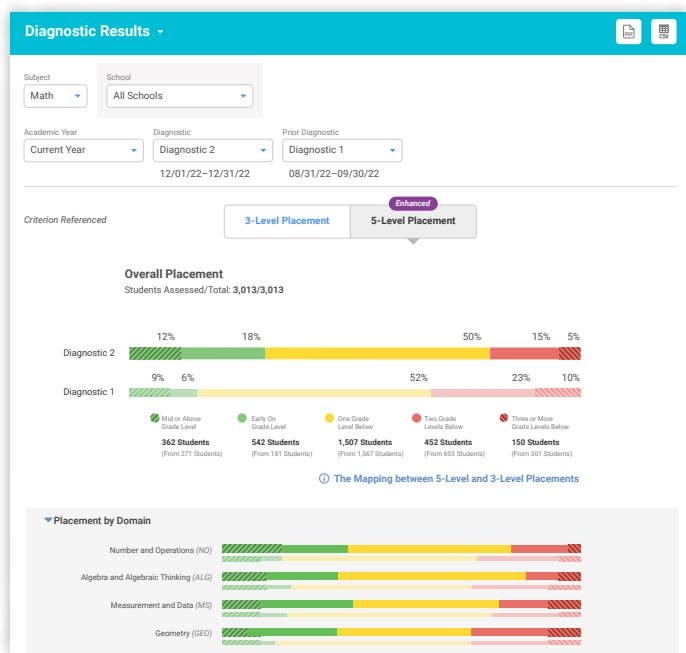 Diagnostic Results
PDF
CSV
Subject
School
Math
All Schools
Academic Year
Diagnostic
Prior Diagnostic
Current Year
Diagnostic 2
Diagnostic 1
12/01/22–12/31/22
08/31/22–09/30/22
Enhanced
Criterion Referenced
3-Level Placement
5-Level Placement
Overall Placement
Students Assessed/Total: 3,013/3,013
12% 18% 50% 15% 5%
Diagnostic 2
9% 6% 52% 23% 10%
Diagnostic 1
Mid or Above
Grade Level
362 Students
(From 271 Students)
Early On
Grade Level
542 Students
(From 181 Students)
One Grade
Level Below
1,507 Students
(From 1,567 Students)
Two Grade
Levels Below
452 Students
(From 693 Students)
Three or More
Grade Levels Below
150 Students
(From 301 Students)
The Mapping between 5-Level and 3-Level Placements
Placement by Domain
Number and Operations (NO)
Algebra and Algebraic Thinking (ALG)
Measurement and Data (MS)
Geometry (GEO)